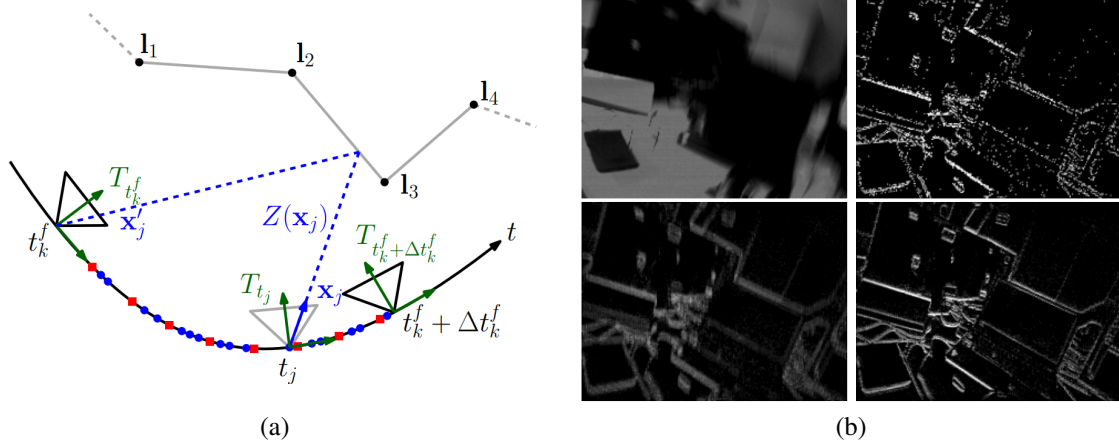 l₁
l₂
l₄
l₃
T_{t_k^f}
x'_j
Z(x_j)
t_k^f
t
T_{t_k^f+Δt_k^f}
T_{t_j}
x_j
t_k^f + Δt_k^f
t_j
(a)
(b)